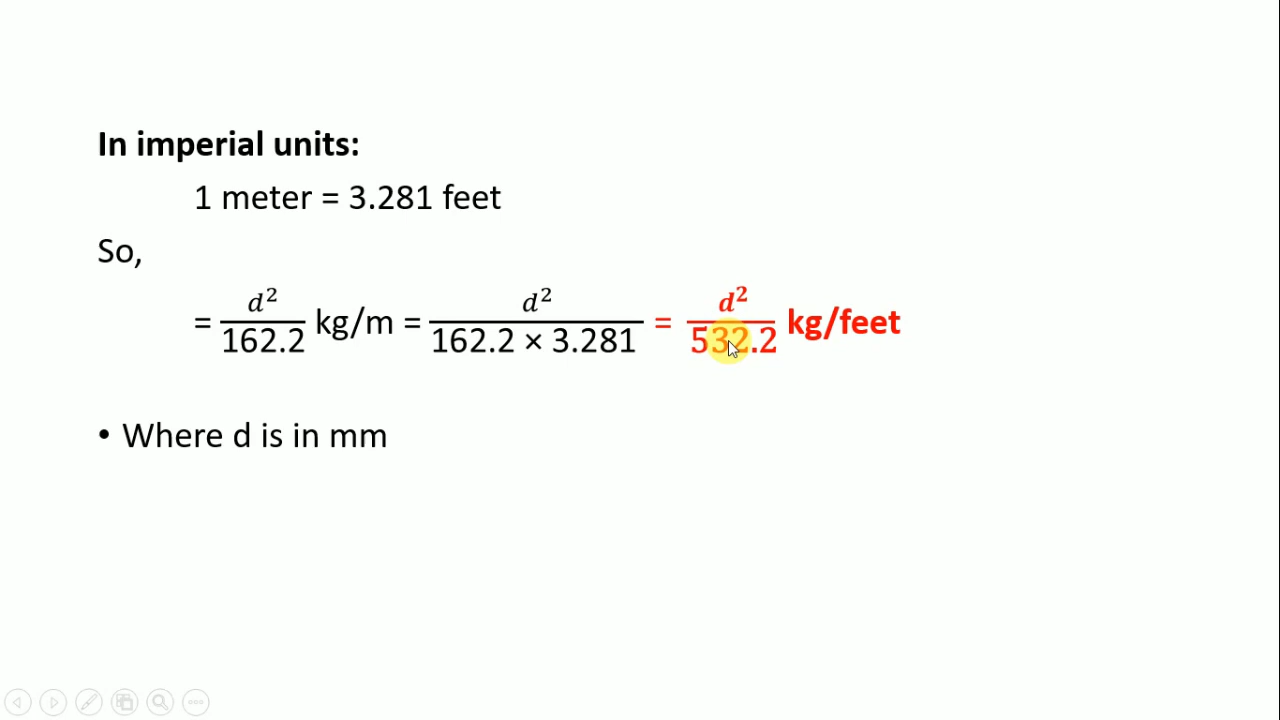 In imperial units:
1 meter = 3.281 feet
So,
= d²/162.2 kg/m = d²/162.2 × 3.281 = d²/532.2 kg/feet
• Where d is in mm